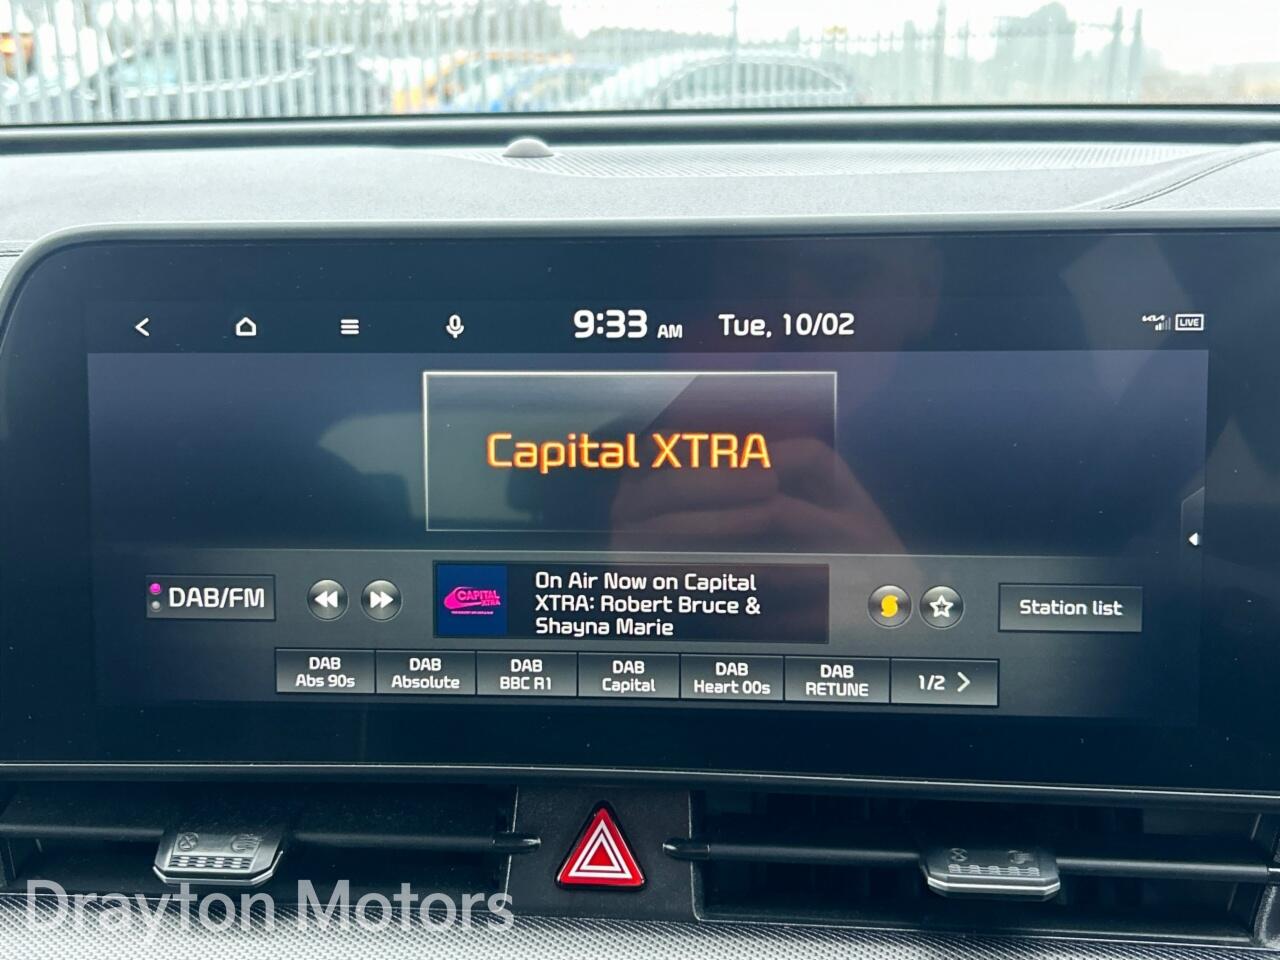 9:33 AM Tue, 10/02
LIVE
Capital XTRA
DAB/FM
CAPITAL
XTRA
On Air Now on Capital
XTRA: Robert Bruce &
Shayna Marie
Station list
DAB
Abs 90s
DAB
Absolute
DAB
BBC R1
DAB
Capital
DAB
Heart 00s
DAB
RETUNE
1/2
Drayton Motors